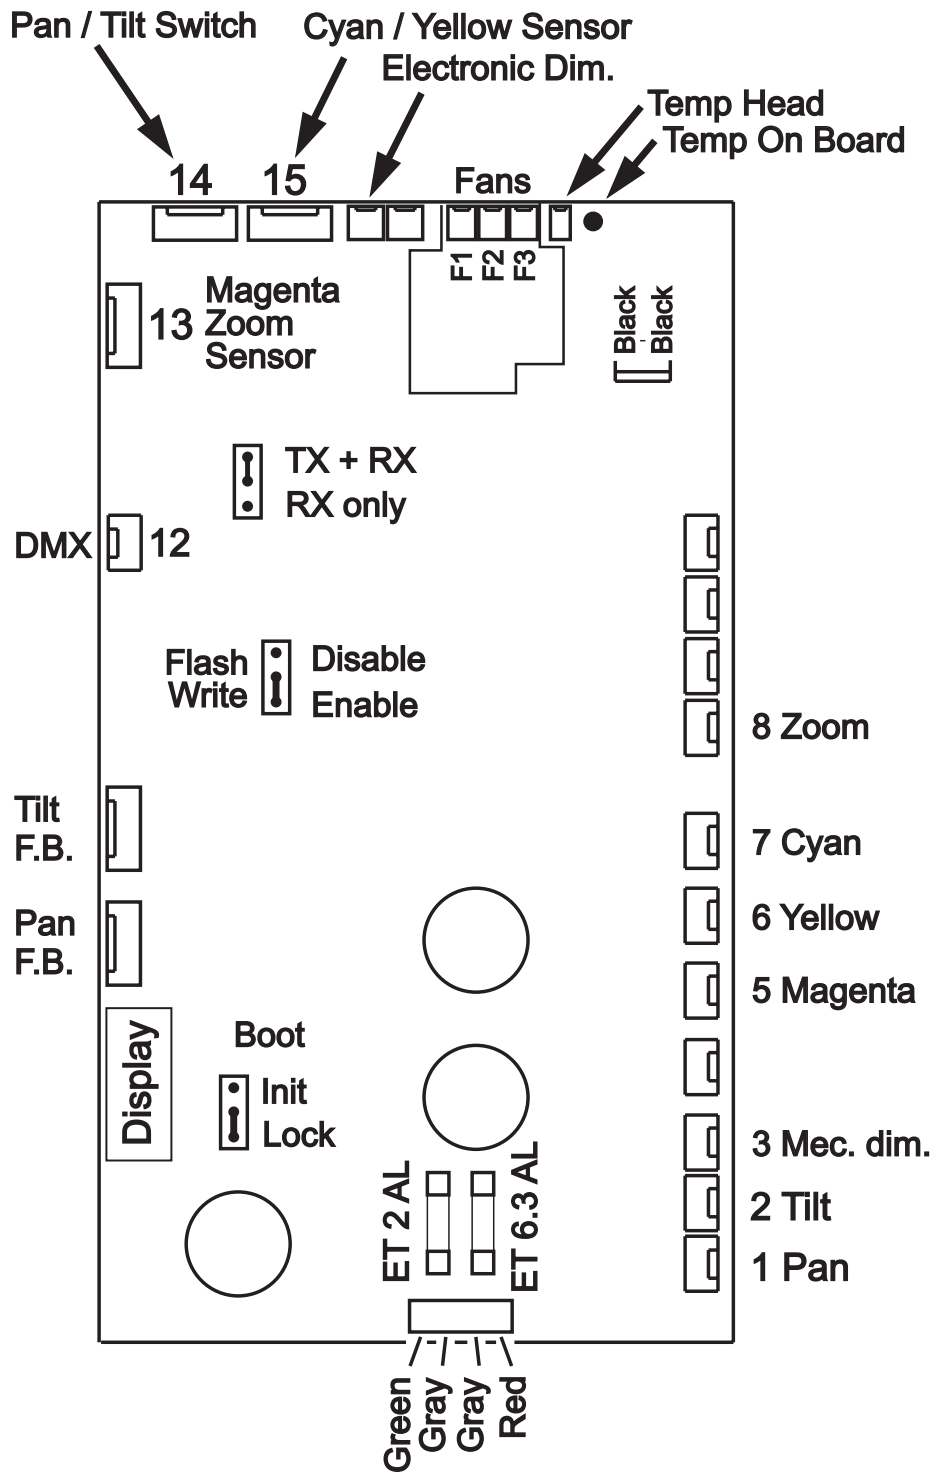 Pan / Tilt Switch
Cyan / Yellow Sensor
Electronic Dim.
Temp Head
Temp On Board
14
15
Fans
F1
F2
F3
Black
Black
13
Magenta
Zoom
Sensor
TX + RX
RX only
DMX
12
Flash
Write
Disable
Enable
8 Zoom
Tilt
F.B.
7 Cyan
6 Yellow
Pan
F.B.
5 Magenta
Display
Boot
Init
Lock
3 Mec. dim.
2 Tilt
1 Pan
ET 2 AL
ET 6.3 AL
Green
Gray
Gray
Red